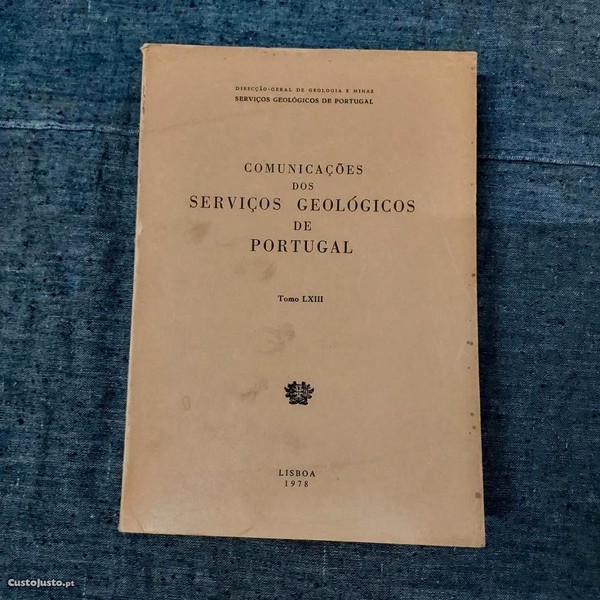 DIRECÇÃO-GERAL DE GEOLOGIA E MINAS
SERVIÇOS GEOLÓGICOS DE PORTUGAL
COMUNICAÇÕES
DOS
SERVIÇOS GEOLÓGICOS
DE
PORTUGAL
Tomo LXIII
LISBOA
1978
CustoJusto.pt